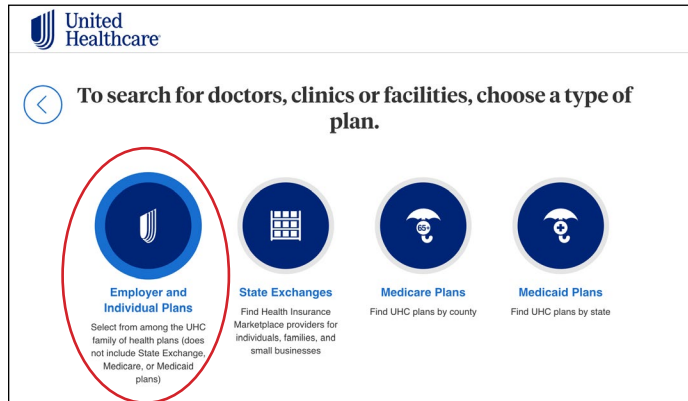 United
Healthcare
To search for doctors, clinics or facilities, choose a type of
plan.
65+
Employer and
Individual Plans
Select from among the UHC
family of health plans (does
not include State Exchange,
Medicare, or Medicaid
plans)
State Exchanges
Find Health Insurance
Marketplace providers for
individuals, families, and
small businesses
Medicare Plans
Find UHC plans by county
Medicaid Plans
Find UHC plans by state